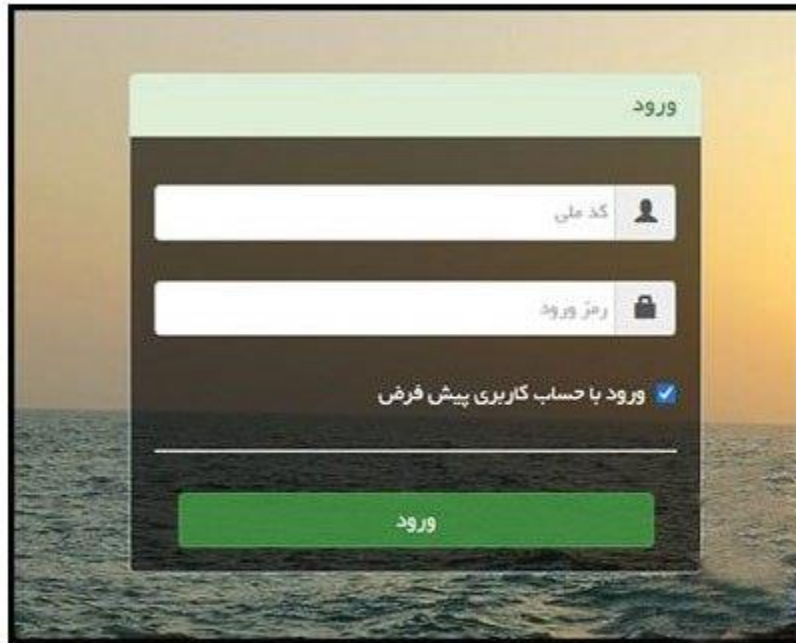 ورود
کد ملی
رمز ورود
ورود با حساب کاربری پیش فرض
ورود